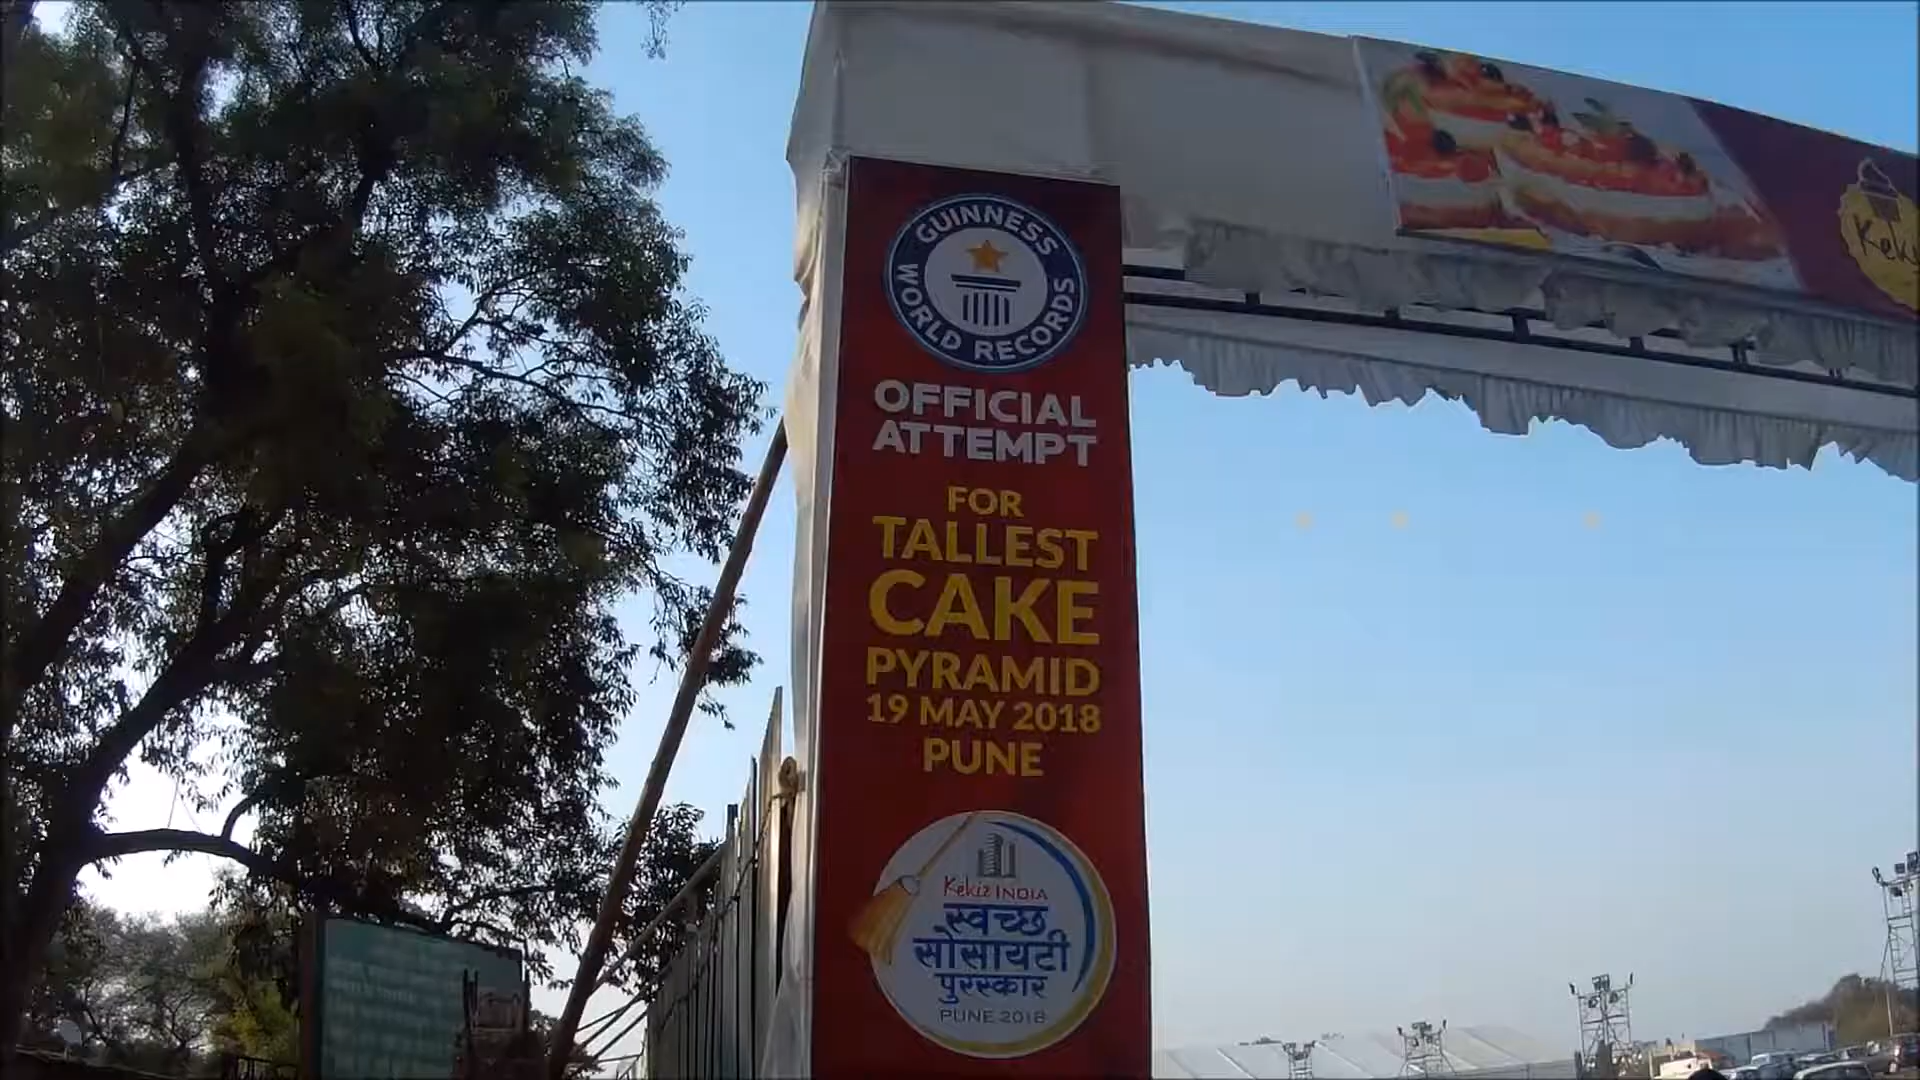 GUINNESS
WORLD RECORDS
OFFICIAL
ATTEMPT
FOR
TALLEST
CAKE
PYRAMID
19 MAY 2018
PUNE
Kekiz INDIA
स्वच्छ
सोसायटी
पुरस्कार
PUNE 2018